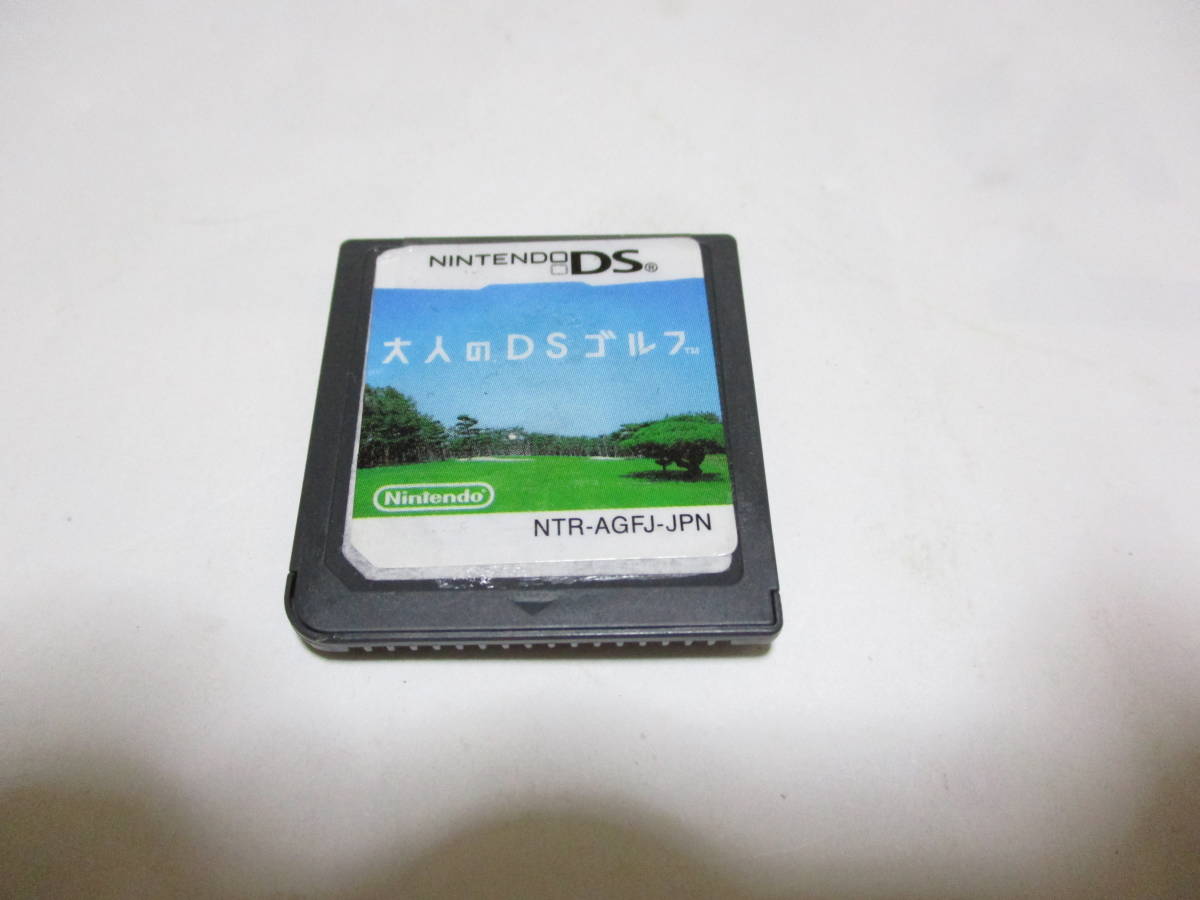 NINTENDO DS®
大人のDSゴルフ™
Nintendo®
NTR-AGFJ-JPN